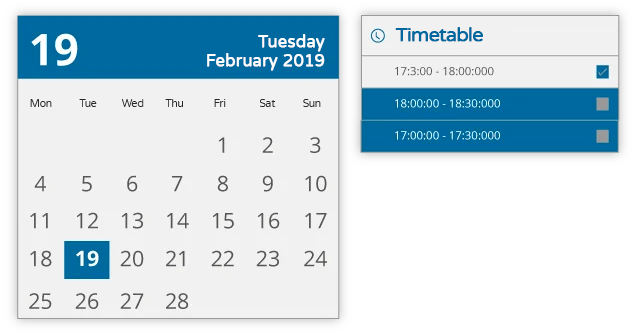 19
Tuesday
February 2019
Mon Tue Wed Thu Fri Sat Sun
1 2 3
4 5 6 7 8 9 10
11 12 13 14 15 16 17
18 19 20 21 22 23 24
25 26 27 28
Timetable
17:3:00 - 18:00:000
18:00:00 - 18:30:000
17:00:00 - 17:30:000